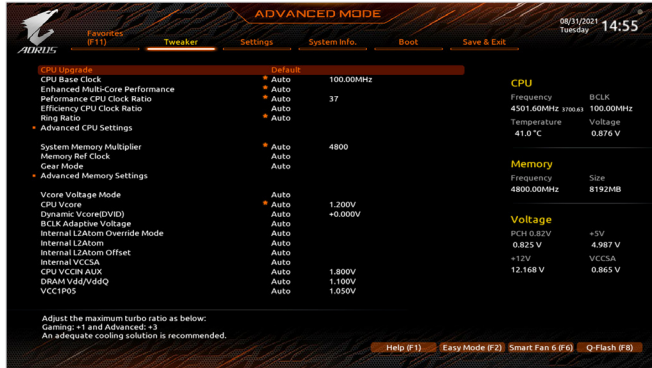 ADVANCED MODE
08/31/2021 Tuesday 14:55
AORUS
Favorites (F11) Tweaker Settings System Info. Boot Save & Exit
CPU Upgrade Default
CPU Base Clock * Auto 100.00MHz
Enhanced Multi-Core Performance * Auto
Peformance CPU Clock Ratio * Auto 37
Efficiency CPU Clock Ratio Auto
Ring Ratio * Auto
Advanced CPU Settings
System Memory Multiplier * Auto 4800
Memory Ref Clock Auto
Gear Mode Auto
Advanced Memory Settings
Vcore Voltage Mode Auto
CPU Vcore * Auto 1.200V
Dynamic Vcore(DVID) Auto +0.000V
BCLK Adaptive Voltage Auto
Internal L2Atom Override Mode Auto
Internal L2Atom Auto
Internal L2Atom Offset Auto
Internal VCCSA Auto
CPU VCCIN AUX Auto 1.800V
DRAM Vdd/VddQ Auto 1.100V
VCC1P05 Auto 1.050V
CPU
Frequency BCLK
4501.60MHz 3700.63 100.00MHz
Temperature Voltage
41.0 °C 0.876 V
Memory
Frequency Size
4800.00MHz 8192MB
Voltage
PCH 0.82V +5V
0.825 V 4.987 V
+12V VCCSA
12.168 V 0.865 V
Adjust the maximum turbo ratio as below:
Gaming: +1 and Advanced: +3
An adequate cooling solution is recommended.
Help (F1) Easy Mode (F2) Smart Fan 6 (F6) Q-Flash (F8)